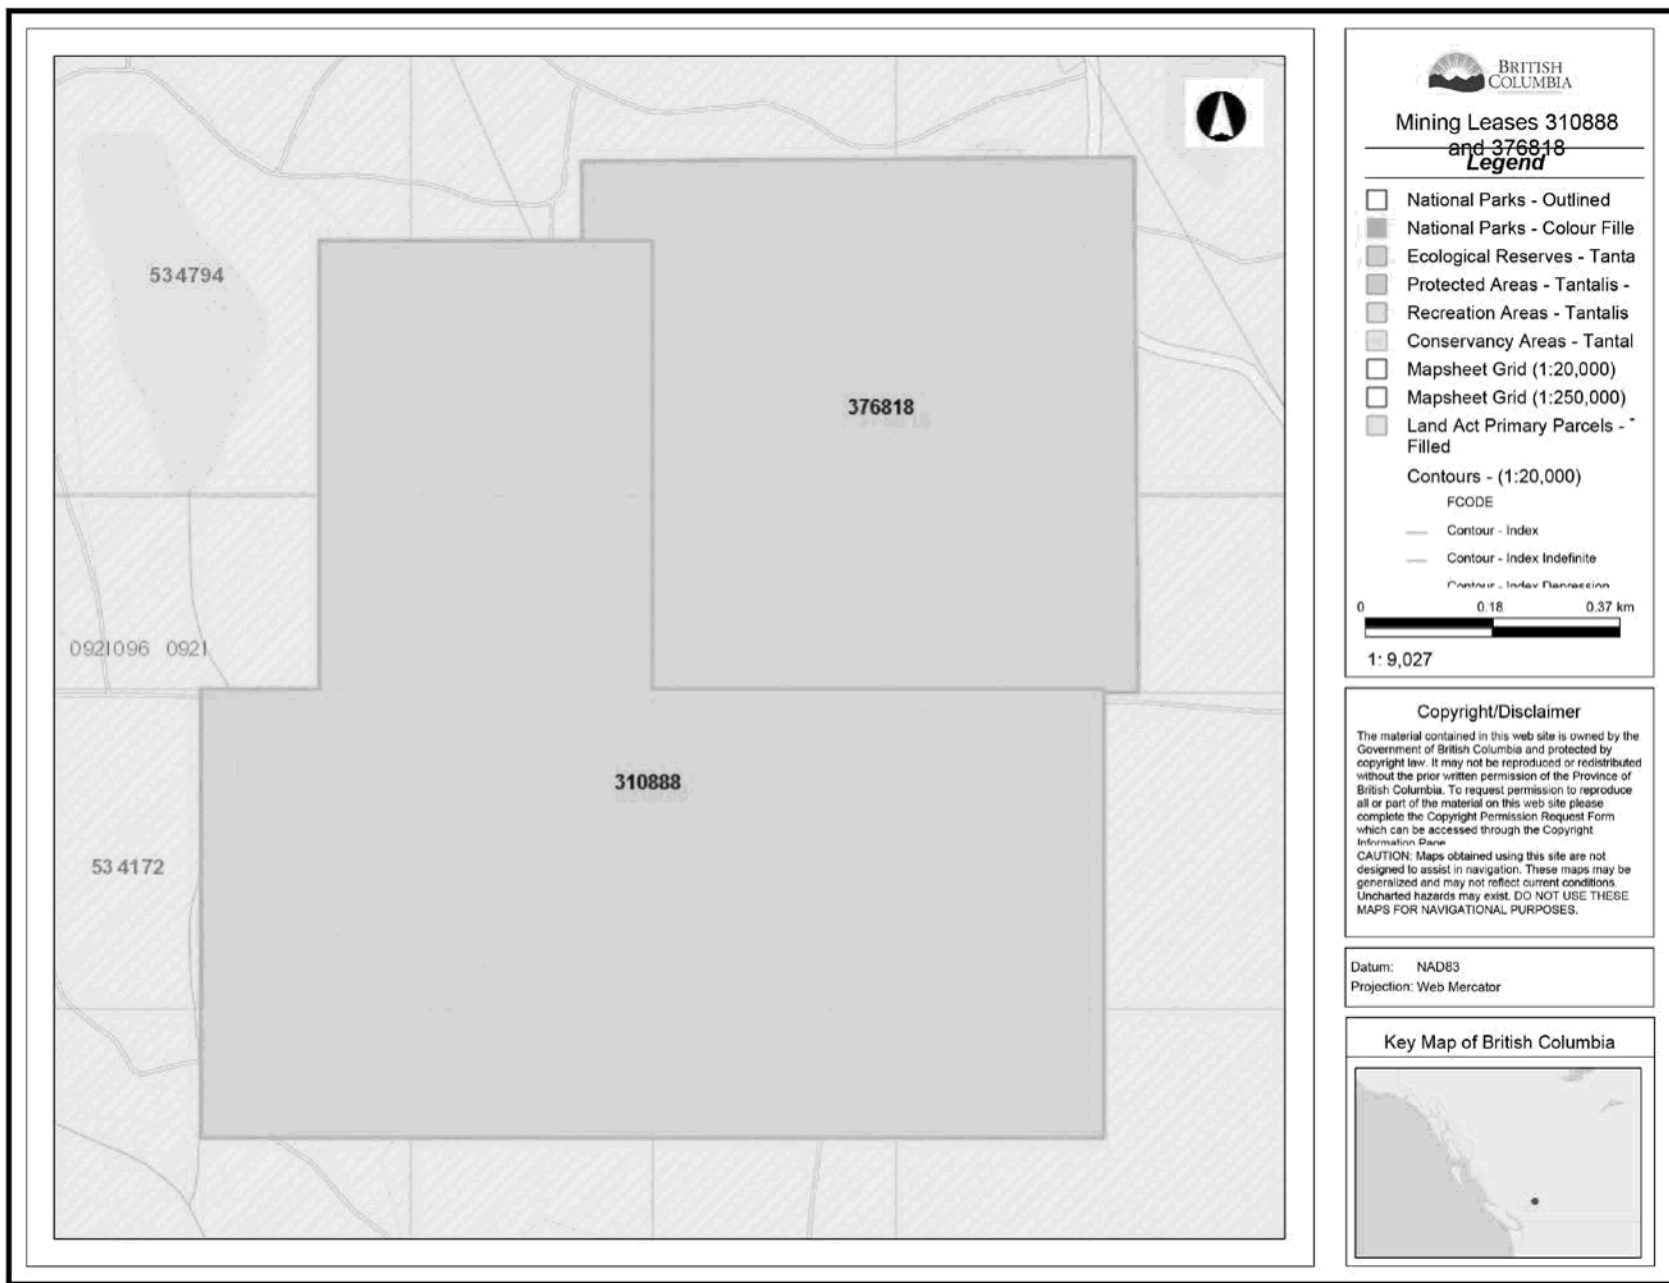 534794
376818
0921096 0921
310888
53 4172
BRITISH
COLUMBIA
Mining Leases 310888
and 376818
Legend
National Parks - Outlined
National Parks - Colour Fille
Ecological Reserves - Tanta
Protected Areas - Tantalis -
Recreation Areas - Tantalis
Conservancy Areas - Tantal
Mapsheet Grid (1:20,000)
Mapsheet Grid (1:250,000)
Land Act Primary Parcels -
Filled
Contours - (1:20,000)
FCODE
Contour - Index
Contour - Index Indefinite
Contour - Index Depression
0 0.18 0.37 km
1: 9,027
Copyright/Disclaimer
The material contained in this web site is owned by the
Government of British Columbia and protected by
copyright law. It may not be reproduced or redistributed
without the prior written permission of the Province of
British Columbia. To request permission to reproduce
all or part of the material on this web site please
complete the Copyright Permission Request Form
which can be accessed through the Copyright
Information Page
CAUTION: Maps obtained using this site are not
designed to assist in navigation. These maps may be
generalized and may not reflect current conditions.
Uncharted hazards may exist. DO NOT USE THESE
MAPS FOR NAVIGATIONAL PURPOSES.
Datum: NAD83
Projection: Web Mercator
Key Map of British Columbia